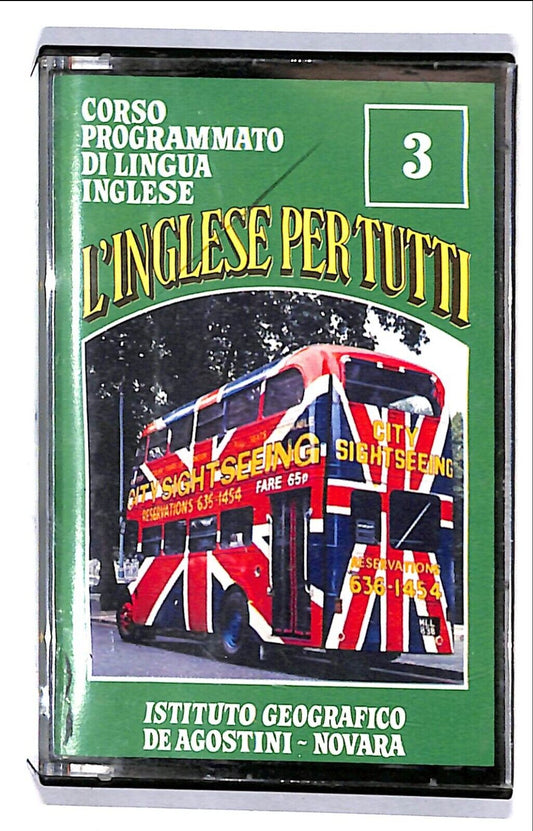 CORSO
PROGRAMMATO
DI LINGUA
INGLESE
3
L'INGLESE PER TUTTI
CITY SIGHTSEEING
RESERVATIONS 636-1454
FARE 65p
CITY
SIGHTSEEING
RESERVATIONS
636-1454
MLL
ISTITUTO GEOGRAFICO
DE AGOSTINI ~ NOVARA